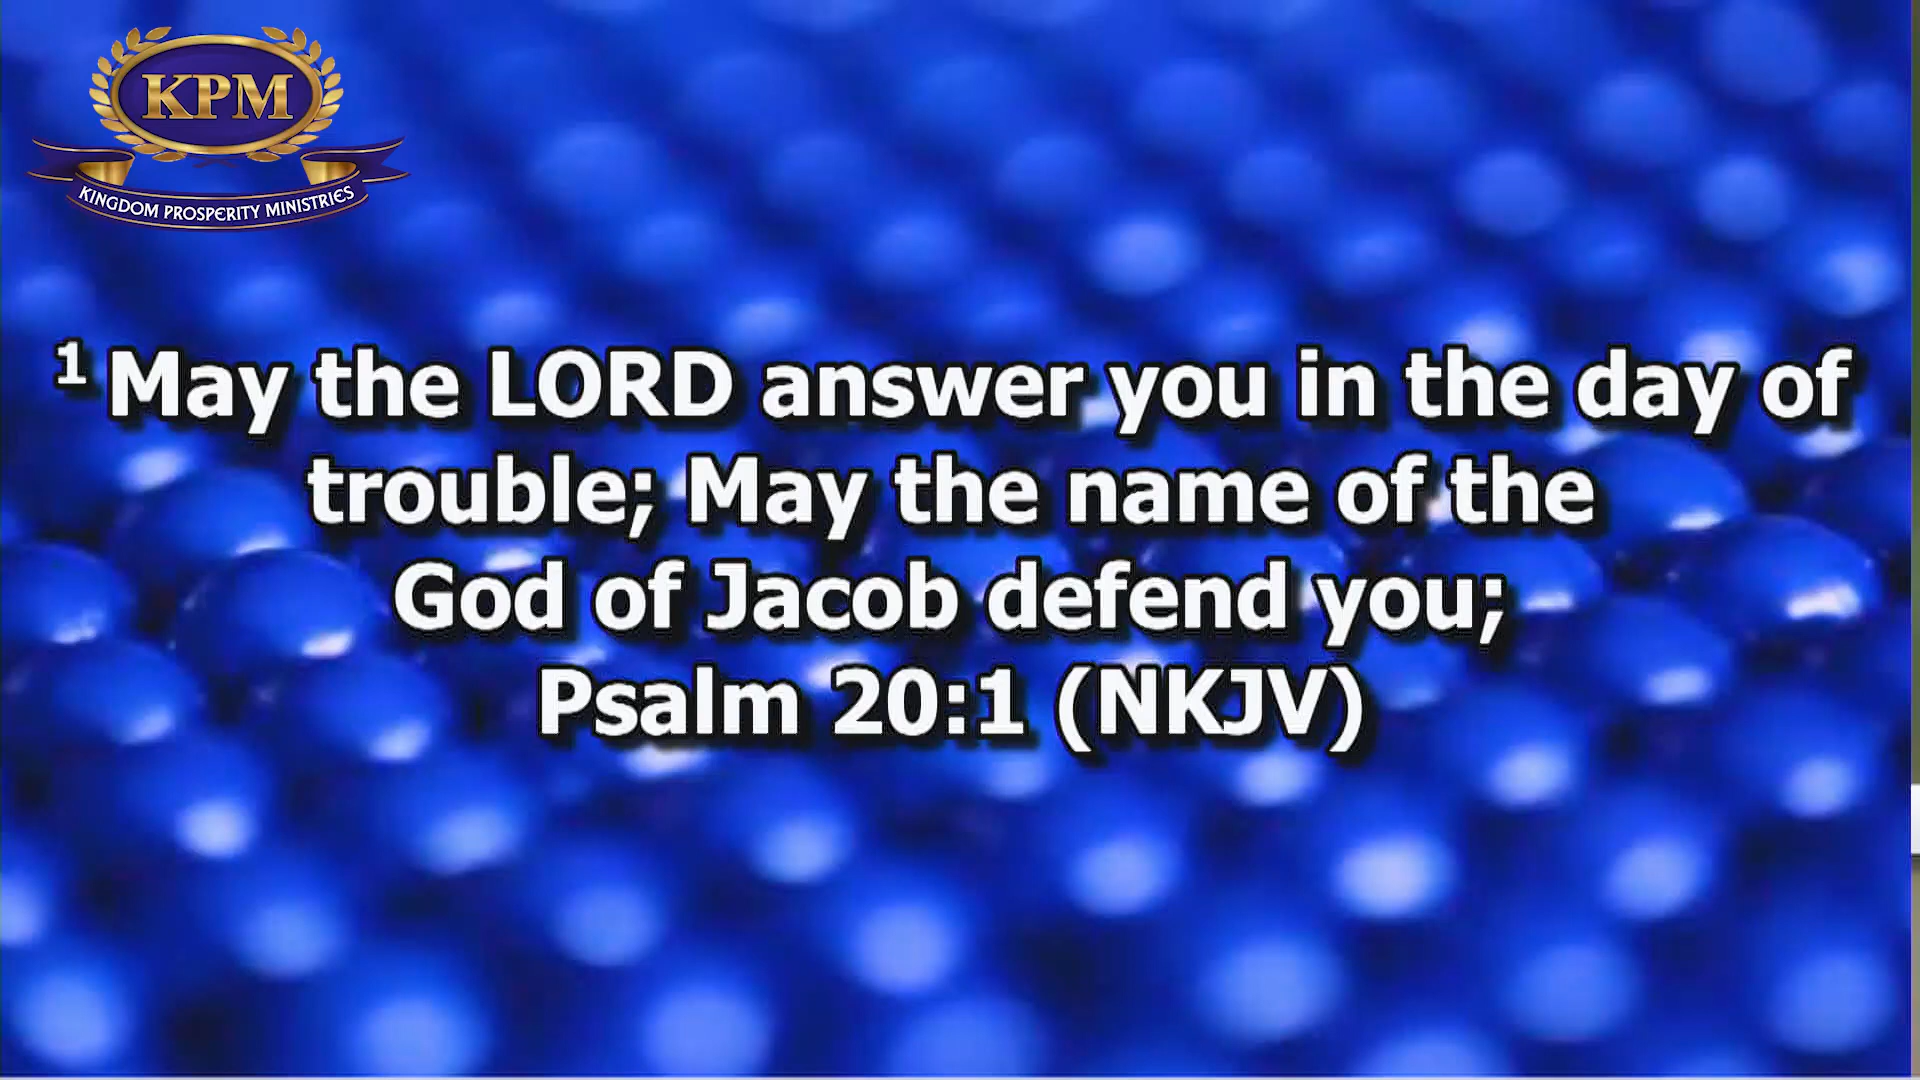 KPM
KINGDOM PROSPERITY MINISTRIES
1 May the LORD answer you in the day of
trouble; May the name of the
God of Jacob defend you;
Psalm 20:1 (NKJV)